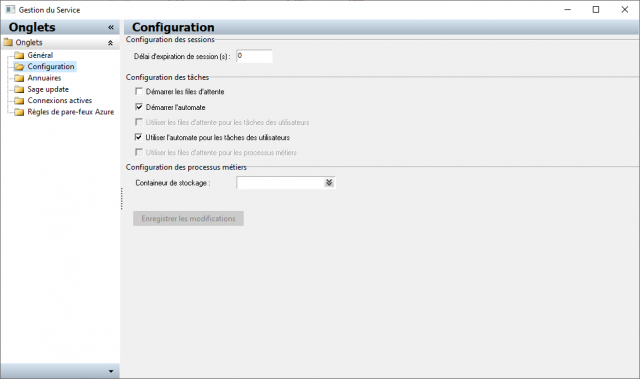 Gestion du Service
Onglets «
Onglets
Général
Configuration
Annuaires
Sage update
Connexions actives
Règles de pare-feux Azure
Configuration
Configuration des sessions
Délai d'expiration de session (s) : 0
Configuration des tâches
Démarrer les files d'attente
Démarrer l'automate
Utiliser les files d'attente pour les tâches des utilisateurs
Utiliser l'automate pour les tâches des utilisateurs
Utiliser les files d'attente pour les processus métiers
Configuration des processus métiers
Containeur de stockage :
Enregistrer les modifications